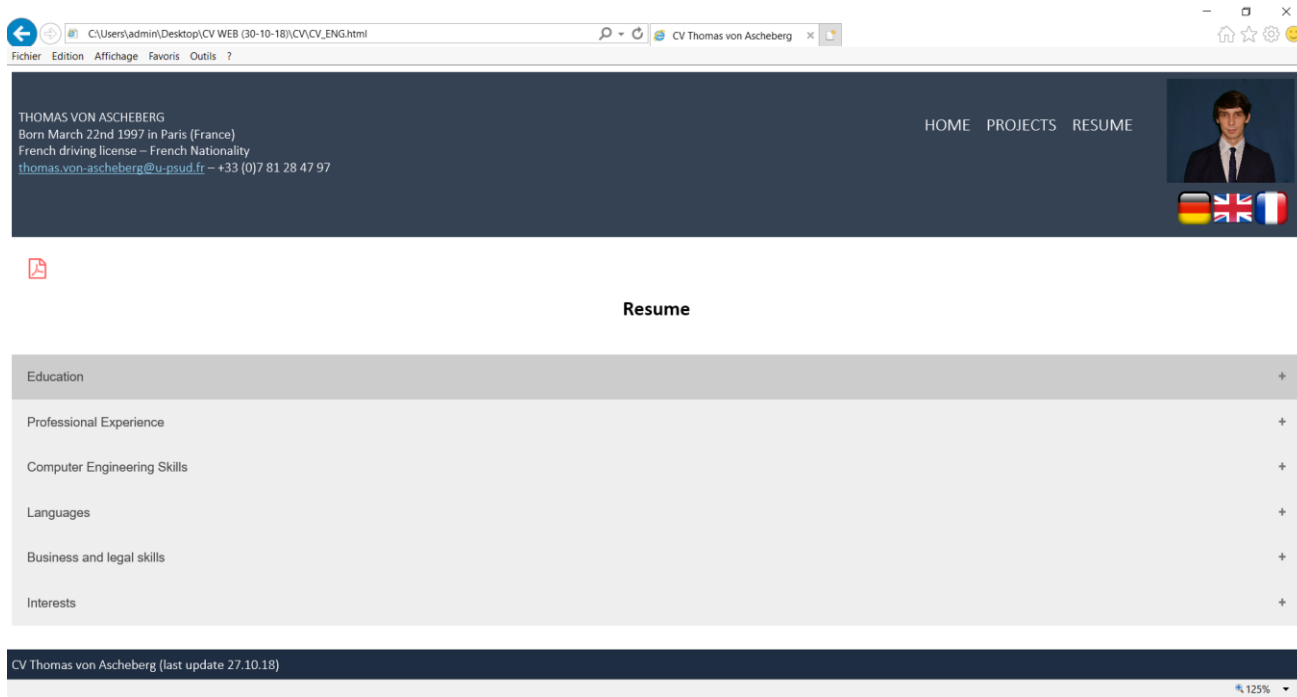 C:\Users\admin\Desktop\CV WEB (30-10-18)\CV\CV_ENG.html
CV Thomas von Ascheberg
Fichier Edition Affichage Favoris Outils ?
THOMAS VON ASCHEBERG
Born March 22nd 1997 in Paris (France)
French driving license – French Nationality
thomas.von-ascheberg@u-psud.fr – +33 (0)7 81 28 47 97
HOME PROJECTS RESUME
Resume
Education +
Professional Experience +
Computer Engineering Skills +
Languages +
Business and legal skills +
Interests +
CV Thomas von Ascheberg (last update 27.10.18)
125%